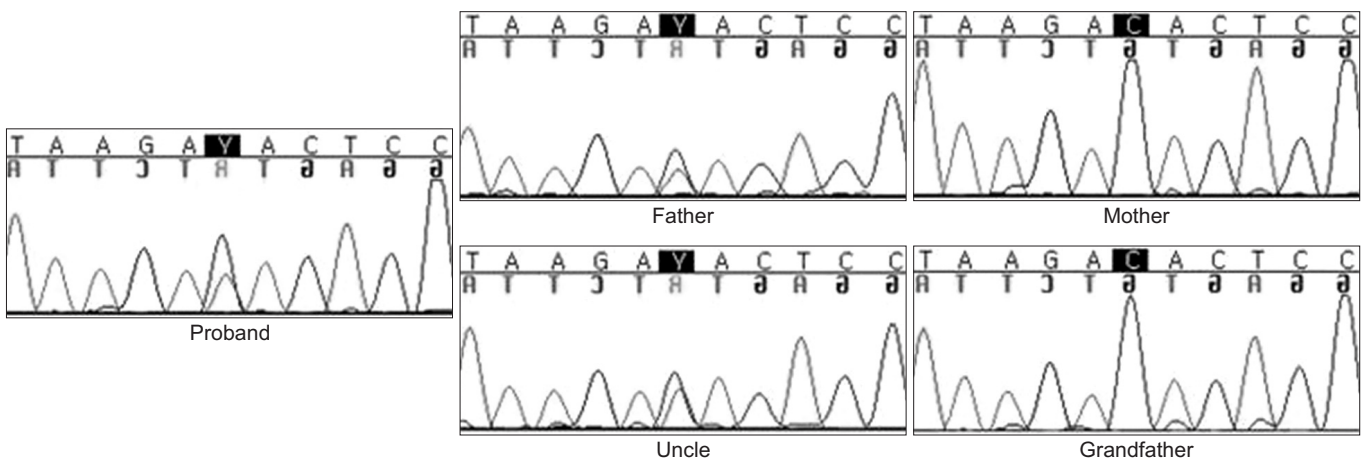 T A A G A Y A C T C C
A T T C T R T G A G G
Proband
T A A G A Y A C T C C
A T T C T R T G A G G
Father
T A A G A C A C T C C
A T T C T G T G A G G
Mother
T A A G A Y A C T C C
A T T C T R T G A G G
Uncle
T A A G A C A C T C C
A T T C T G T G A G G
Grandfather